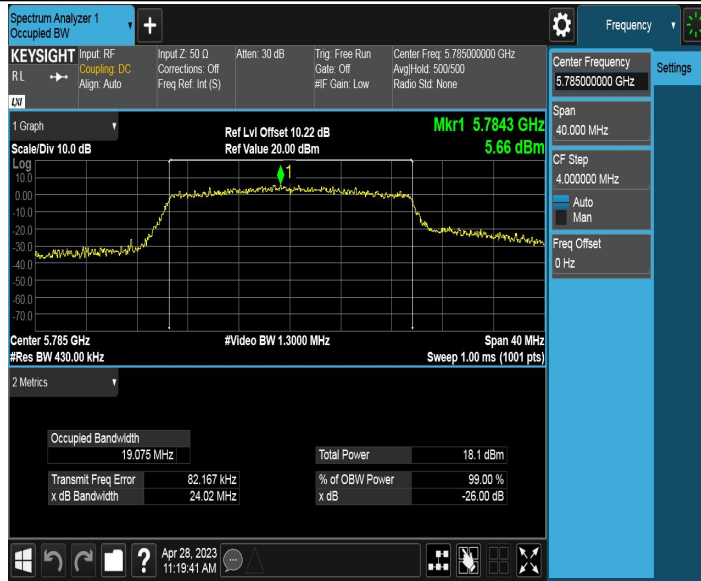 Spectrum Analyzer 1
Occupied BW
+
Frequency
KEYSIGHT
RL
LXI
Input: RF
Coupling: DC
Align: Auto
Input Z: 50 Ω
Corrections: Off
Freq Ref: Int (S)
Atten: 30 dB
Trig: Free Run
Gate: Off
#IF Gain: Low
Center Freq: 5.785000000 GHz
Avg|Hold: 500/500
Radio Std: None
Center Frequency
5.785000000 GHz
Settings
Span
40.000 MHz
CF Step
4.000000 MHz
Auto
Man
Freq Offset
0 Hz
1 Graph
Scale/Div 10.0 dB
Ref Lvl Offset 10.22 dB
Ref Value 20.00 dBm
Mkr1 5.7843 GHz
5.66 dBm
Log
10.0
0.00
-10.0
-20.0
-30.0
-40.0
-50.0
-60.0
-70.0
1
Center 5.785 GHz
#Video BW 1.3000 MHz
Span 40 MHz
#Res BW 430.00 kHz
Sweep 1.00 ms (1001 pts)
2 Metrics
Occupied Bandwidth
19.075 MHz
Total Power 18.1 dBm
Transmit Freq Error 82.167 kHz
% of OBW Power 99.00 %
x dB Bandwidth 24.02 MHz
x dB -26.00 dB
?
Apr 28, 2023
11:19:41 AM